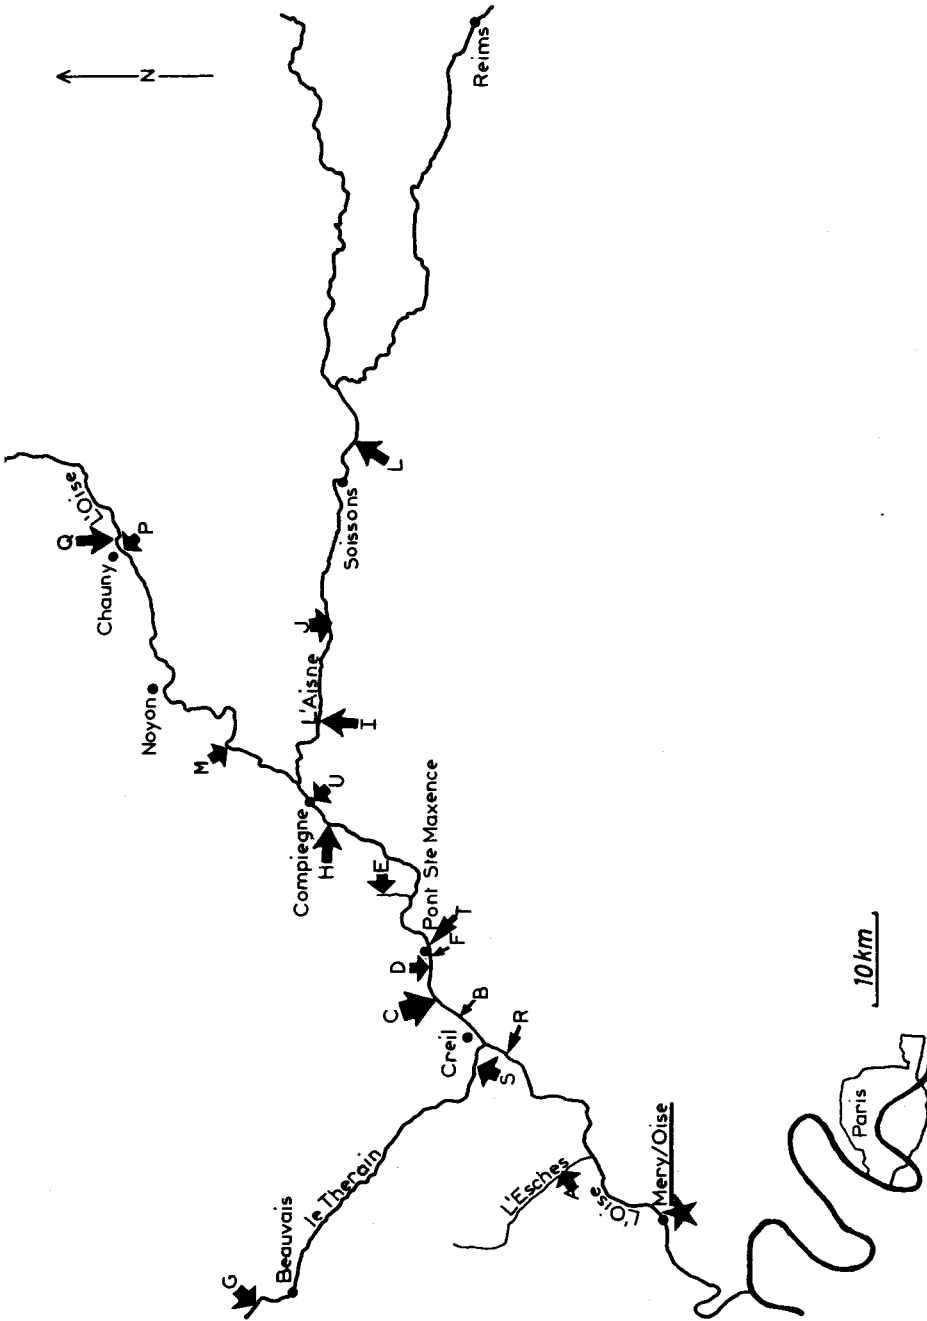 N
Reims
L'Oise
Q
P
Chauny
L
Soissons
Noyon
J
L'Aisne
I
M
U
Compiegne
H
E
Pont Ste Maxence
T
F
D
C
B
Creil
R
S
le Therain
Beauvais
G
L'Esches
A
L'Oise
Mery/Oise
Paris
10 km